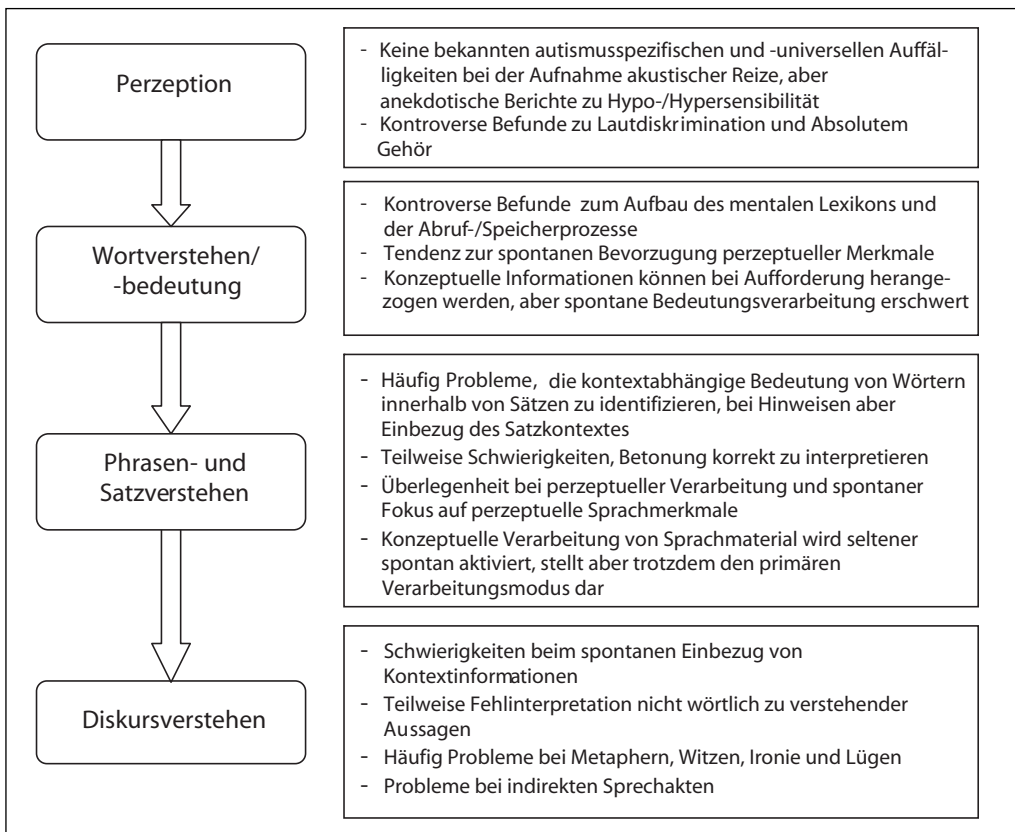 Perzeption
- Keine bekannten autismusspezifischen und -universellen Auffäl-
ligkeiten bei der Aufnahme akustischer Reize, aber
anekdotische Berichte zu Hypo-/Hypersensibilität
- Kontroverse Befunde zu Lautdiskrimination und Absolutem
Gehör
Wortverstehen/
-bedeutung
- Kontroverse Befunde zum Aufbau des mentalen Lexikons und
der Abruf-/Speicherprozesse
- Tendenz zur spontanen Bevorzugung perzeptueller Merkmale
- Konzeptuelle Informationen können bei Aufforderung herange-
zogen werden, aber spontane Bedeutungsverarbeitung erschwert
Phrasen- und
Satzverstehen
- Häufig Probleme, die kontextabhängige Bedeutung von Wörtern
innerhalb von Sätzen zu identifizieren, bei Hinweisen aber
Einbezug des Satzkontextes
- Teilweise Schwierigkeiten, Betonung korrekt zu interpretieren
- Überlegenheit bei perzeptueller Verarbeitung und spontaner
Fokus auf perzeptuelle Sprachmerkmale
- Konzeptuelle Verarbeitung von Sprachmaterial wird seltener
spontan aktiviert, stellt aber trotzdem den primären
Verarbeitungsmodus dar
Diskursverstehen
- Schwierigkeiten beim spontanen Einbezug von
Kontextinformationen
- Teilweise Fehlinterpretation nicht wörtlich zu verstehender
Aussagen
- Häufig Probleme bei Metaphern, Witzen, Ironie und Lügen
- Probleme bei indirekten Sprechakten